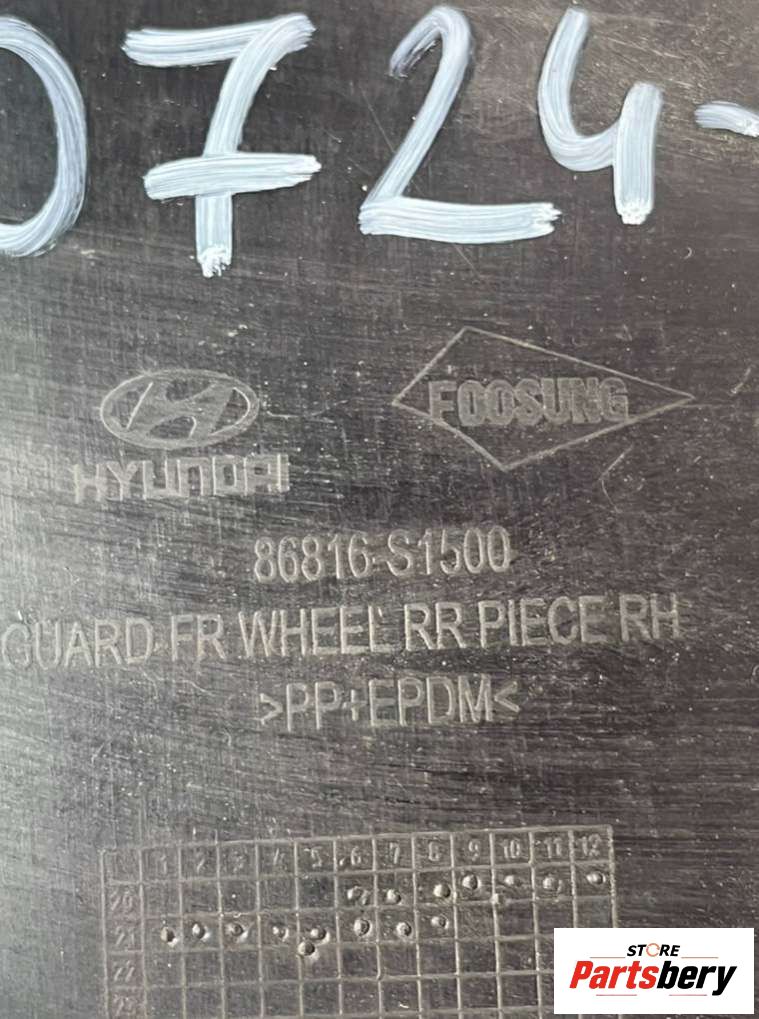 0724-
HYUNDAI
FOOSUNG
86816-S1500
GUARD-FR WHEEL RR PIECE RH
>PP+EPDM<
1 2 3 4 5 6 7 8 9 10 11 12
20
21
22
23
STORE
Partsbery